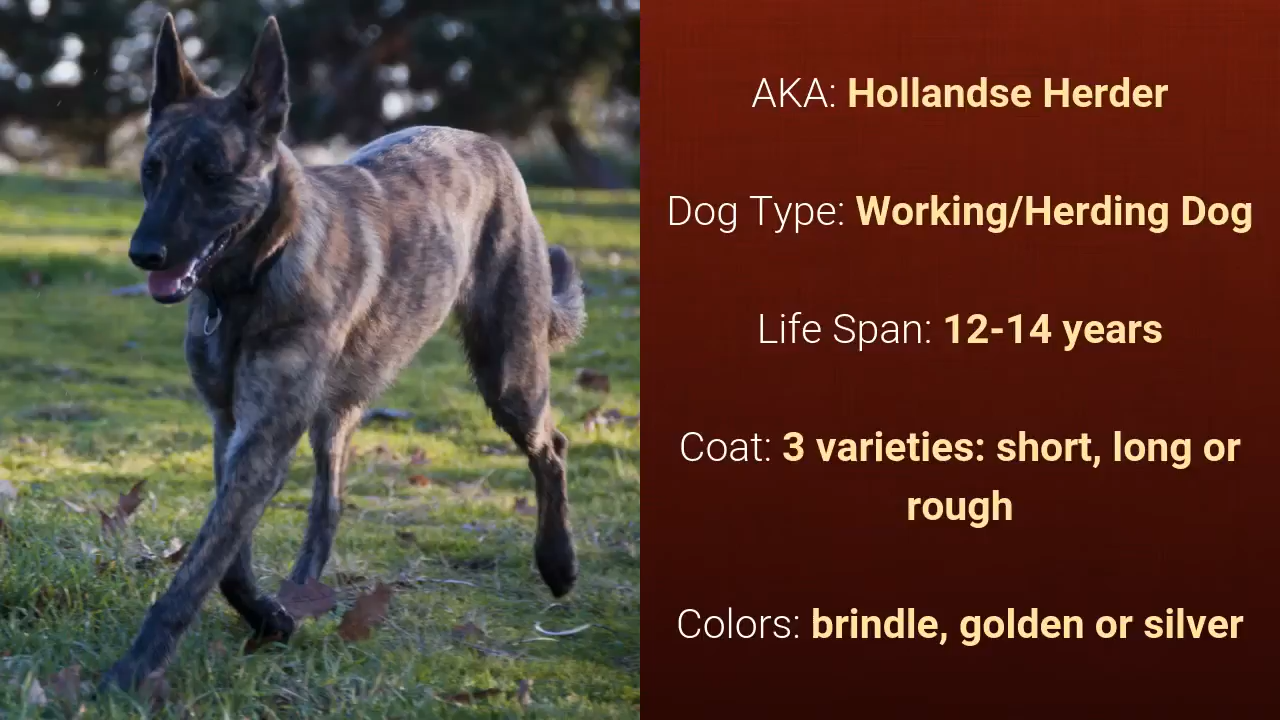 AKA: Hollandse Herder
Dog Type: Working/Herding Dog
Life Span: 12-14 years
Coat: 3 varieties: short, long or
rough
Colors: brindle, golden or silver